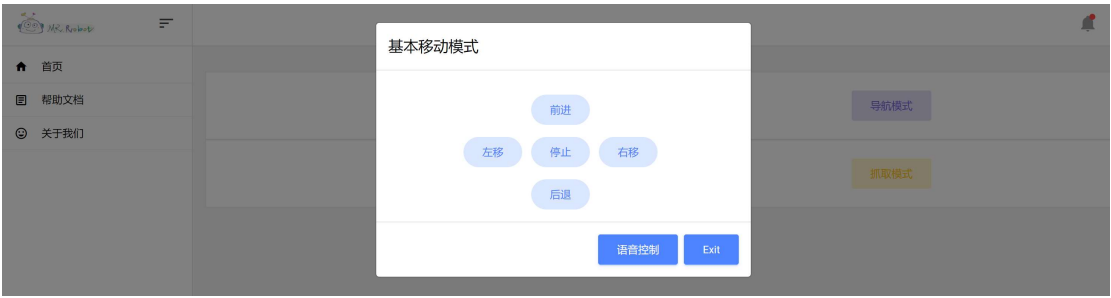 首页
帮助文档
关于我们
基本移动模式
前进
左移 停止 右移
后退
语音控制 Exit
导航模式
抓取模式